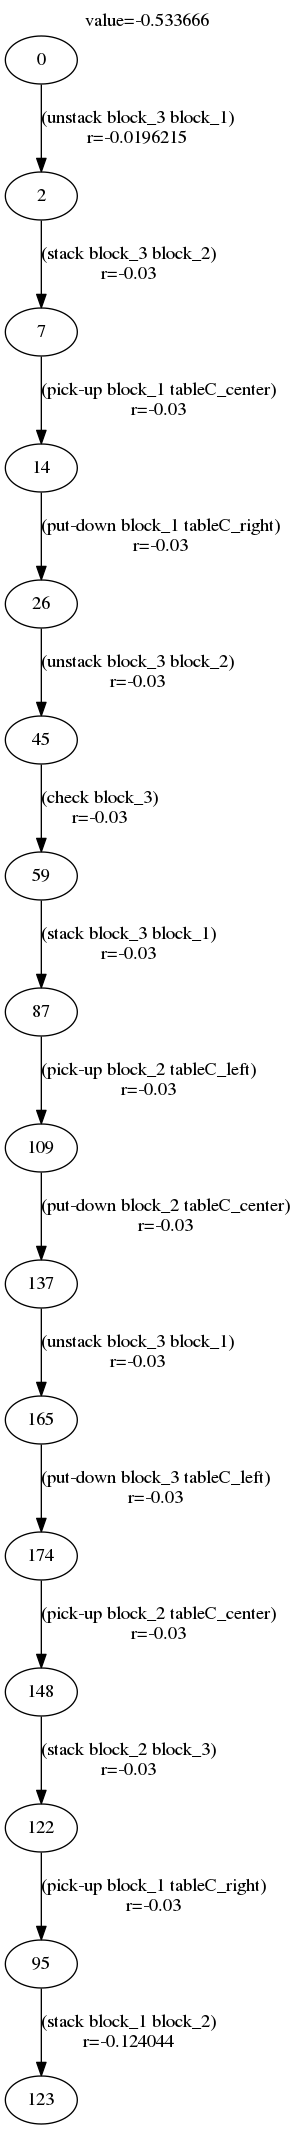 value=-0.533666
0
(unstack block_3 block_1)
r=-0.0196215
2
(stack block_3 block_2)
r=-0.03
7
(pick-up block_1 tableC_center)
r=-0.03
14
(put-down block_1 tableC_right)
r=-0.03
26
(unstack block_3 block_2)
r=-0.03
45
(check block_3)
r=-0.03
59
(stack block_3 block_1)
r=-0.03
87
(pick-up block_2 tableC_left)
r=-0.03
109
(put-down block_2 tableC_center)
r=-0.03
137
(unstack block_3 block_1)
r=-0.03
165
(put-down block_3 tableC_left)
r=-0.03
174
(pick-up block_2 tableC_center)
r=-0.03
148
(stack block_2 block_3)
r=-0.03
122
(pick-up block_1 tableC_right)
r=-0.03
95
(stack block_1 block_2)
r=-0.124044
123